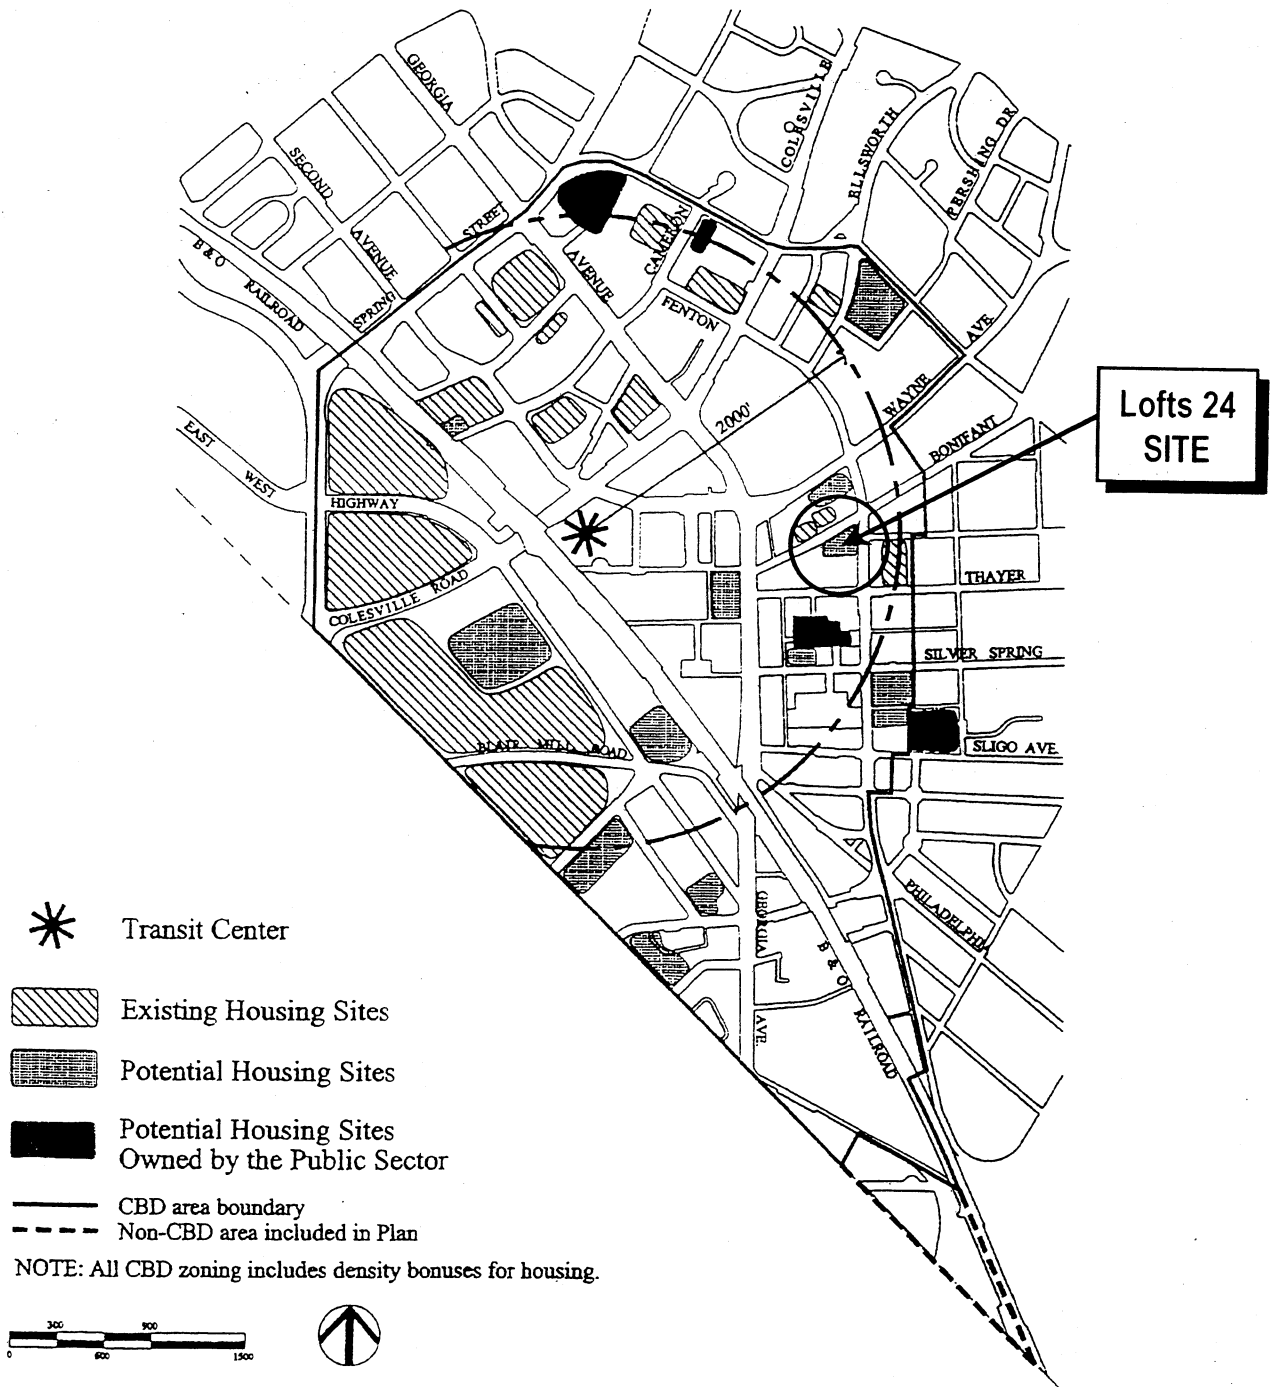 GEORGIA
COLESVILLE
ELLSWORTH
PERSHING DR
SECOND
AVENUE
STREET
SPRING
B & O
RAILROAD
CAMERON
AVENUE
FENTON
AVE.
WAYNE
BONIFANT
Lofts 24
SITE
2000'
EAST
WEST
HIGHWAY
COLESVILLE ROAD
THAYER
SILVER SPRING
SLIGO AVE.
BLAIR MILL ROAD
PHILADELPHI
GEORGIA
AVE.
B & O
RAILROAD
Transit Center
Existing Housing Sites
Potential Housing Sites
Potential Housing Sites
Owned by the Public Sector
CBD area boundary
Non-CBD area included in Plan
NOTE: All CBD zoning includes density bonuses for housing.
300 900
0 600 1500